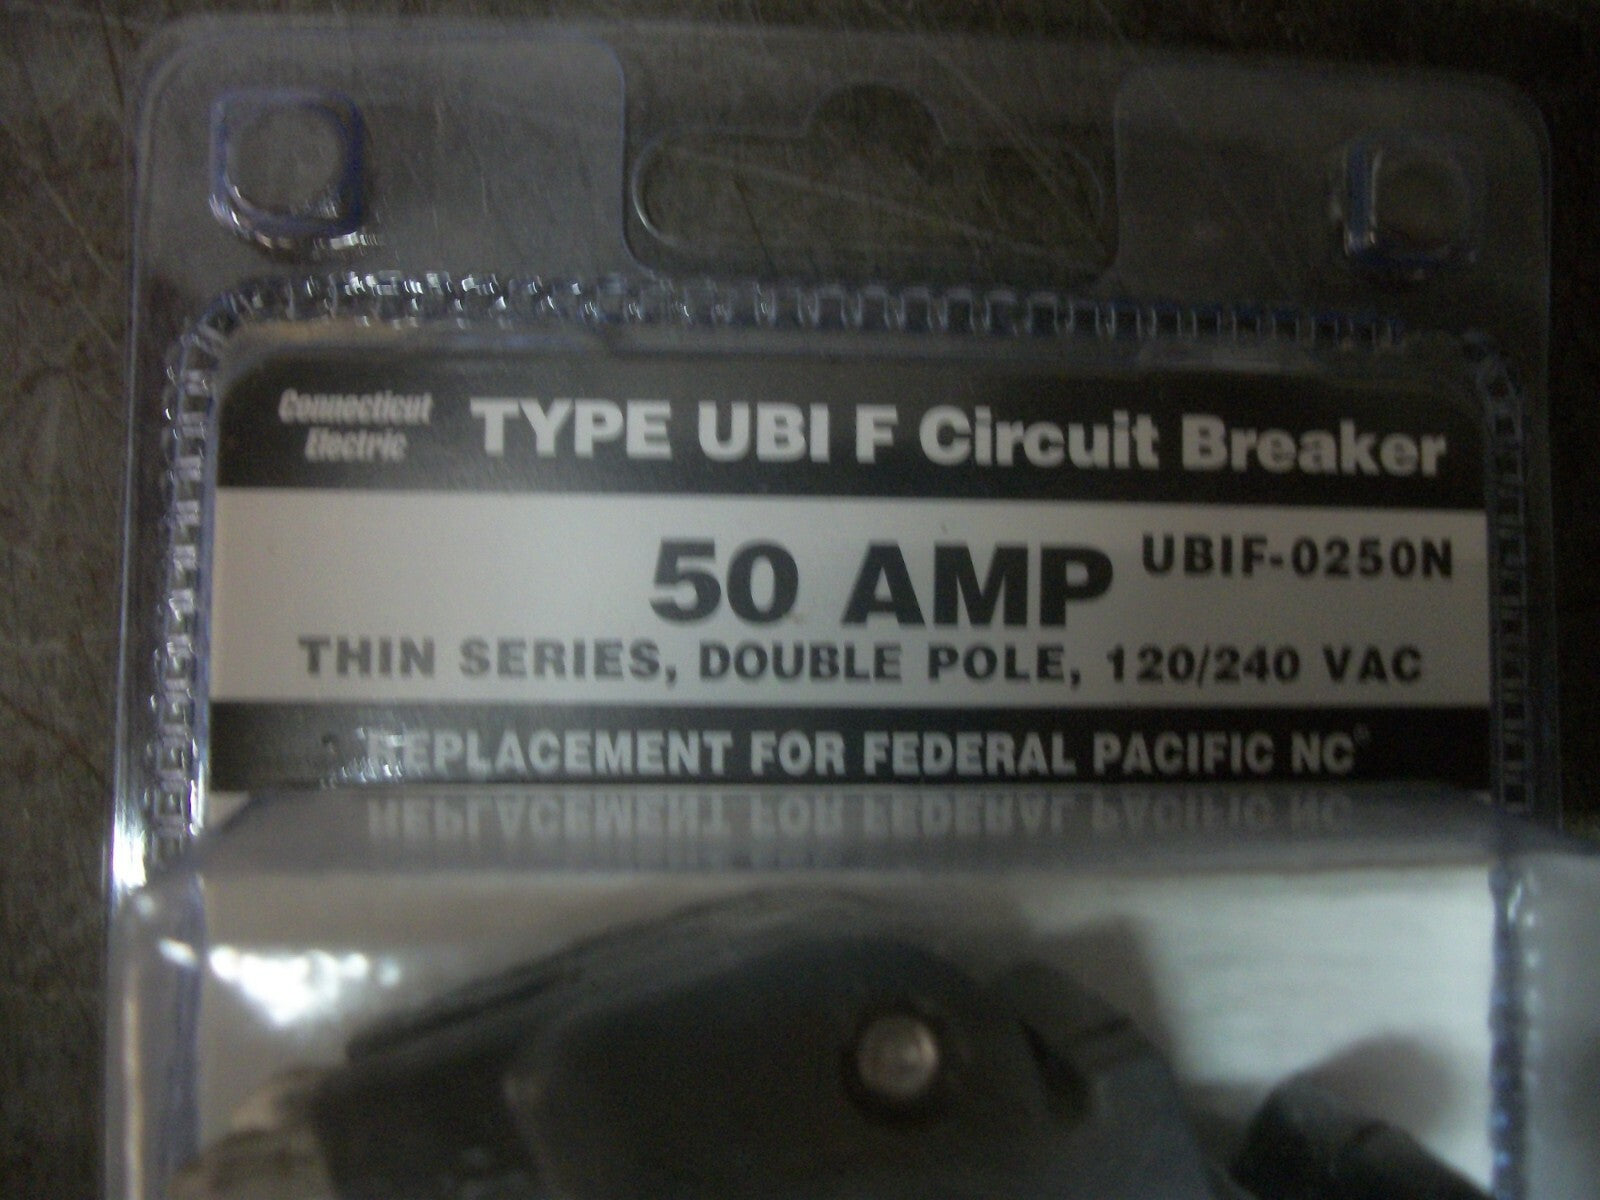 Connecticut
Electric
TYPE UBI F Circuit Breaker
50 AMP
UBIF-0250N
THIN SERIES, DOUBLE POLE, 120/240 VAC
REPLACEMENT FOR FEDERAL PACIFIC NC®